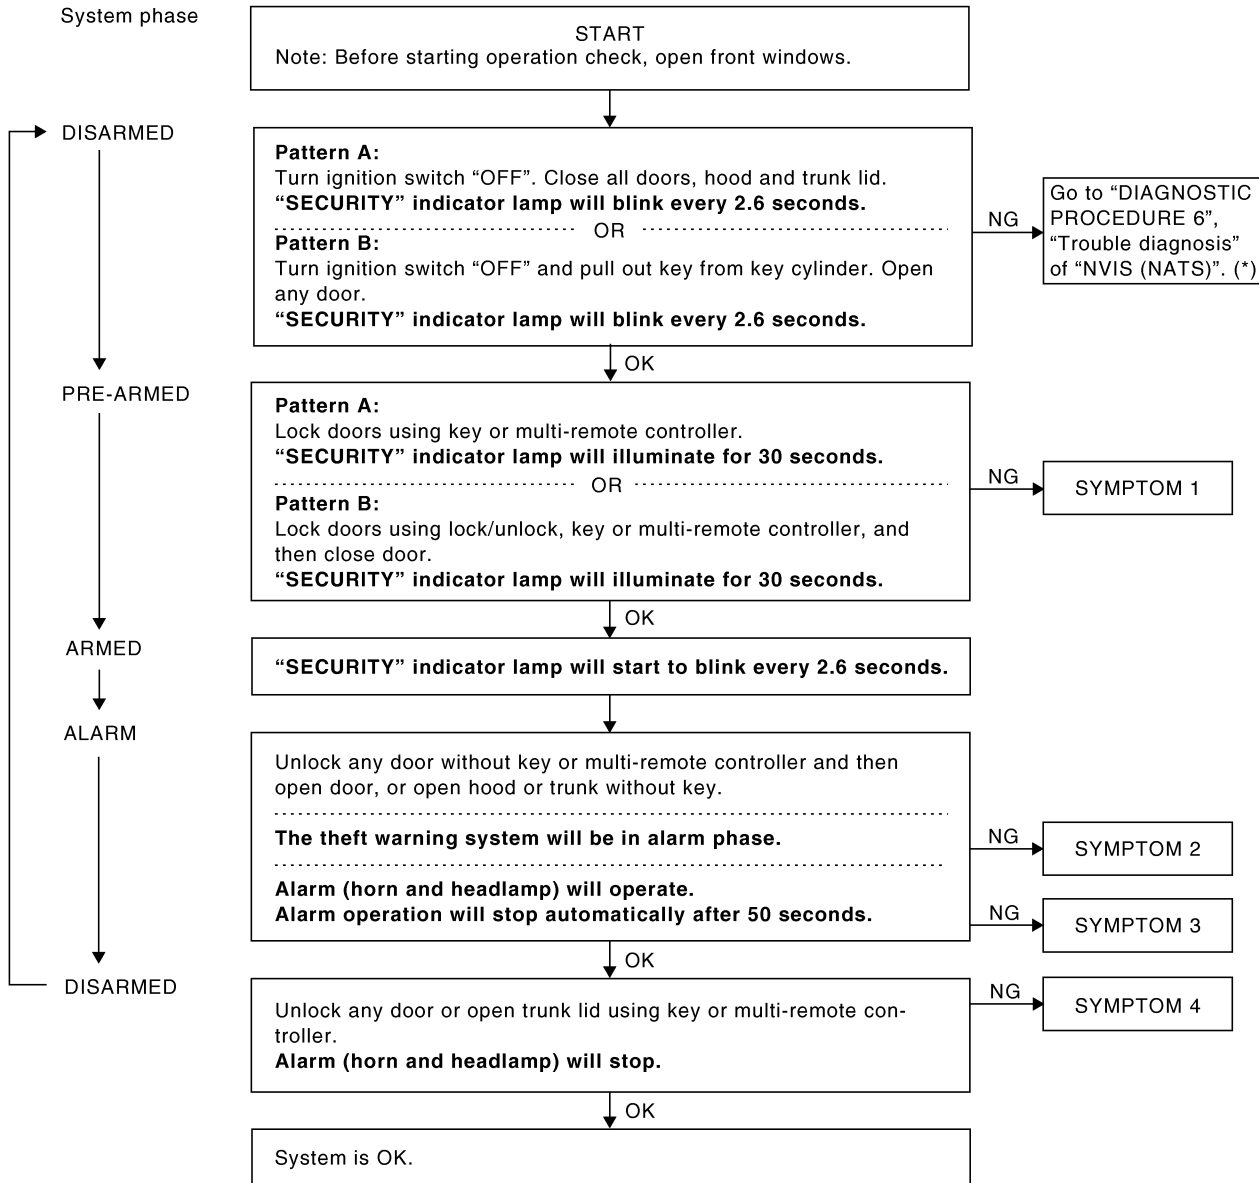 System phase
START
Note: Before starting operation check, open front windows.
DISARMED
Pattern A:
Turn ignition switch “OFF”. Close all doors, hood and trunk lid.
“SECURITY” indicator lamp will blink every 2.6 seconds.
OR
Pattern B:
Turn ignition switch “OFF” and pull out key from key cylinder. Open
any door.
“SECURITY” indicator lamp will blink every 2.6 seconds.
NG
Go to “DIAGNOSTIC
PROCEDURE 6”,
“Trouble diagnosis”
of “NVIS (NATS)”. (*)
OK
PRE-ARMED
Pattern A:
Lock doors using key or multi-remote controller.
“SECURITY” indicator lamp will illuminate for 30 seconds.
OR
Pattern B:
Lock doors using lock/unlock, key or multi-remote controller, and
then close door.
“SECURITY” indicator lamp will illuminate for 30 seconds.
NG
SYMPTOM 1
OK
ARMED
“SECURITY” indicator lamp will start to blink every 2.6 seconds.
ALARM
Unlock any door without key or multi-remote controller and then
open door, or open hood or trunk without key.
The theft warning system will be in alarm phase.
NG
SYMPTOM 2
Alarm (horn and headlamp) will operate.
Alarm operation will stop automatically after 50 seconds.
NG
SYMPTOM 3
OK
DISARMED
Unlock any door or open trunk lid using key or multi-remote con-
troller.
Alarm (horn and headlamp) will stop.
NG
SYMPTOM 4
OK
System is OK.